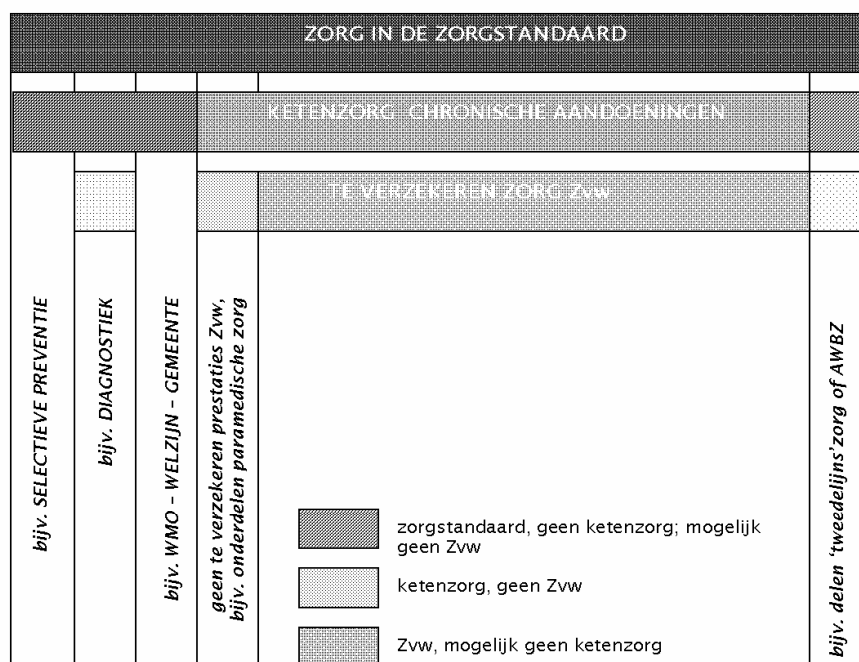 ZORG IN DE ZORGSTANDAARD
KETENZORG CHRONISCHE AANDOENINGEN
TE VERZEKEREN ZORG Zvw
bijv. SELECTIEVE PREVENTIE
bijv. DIAGNOSTIEK
bijv. WMO - WELZIJN - GEMEENTE
geen te verzekeren prestaties Zvw,
bijv. onderdelen paramedische zorg
bijv. delen 'tweedelijns'zorg of AWBZ
zorgstandaard, geen ketenzorg; mogelijk
geen Zvw
ketenzorg, geen Zvw
Zvw, mogelijk geen ketenzorg